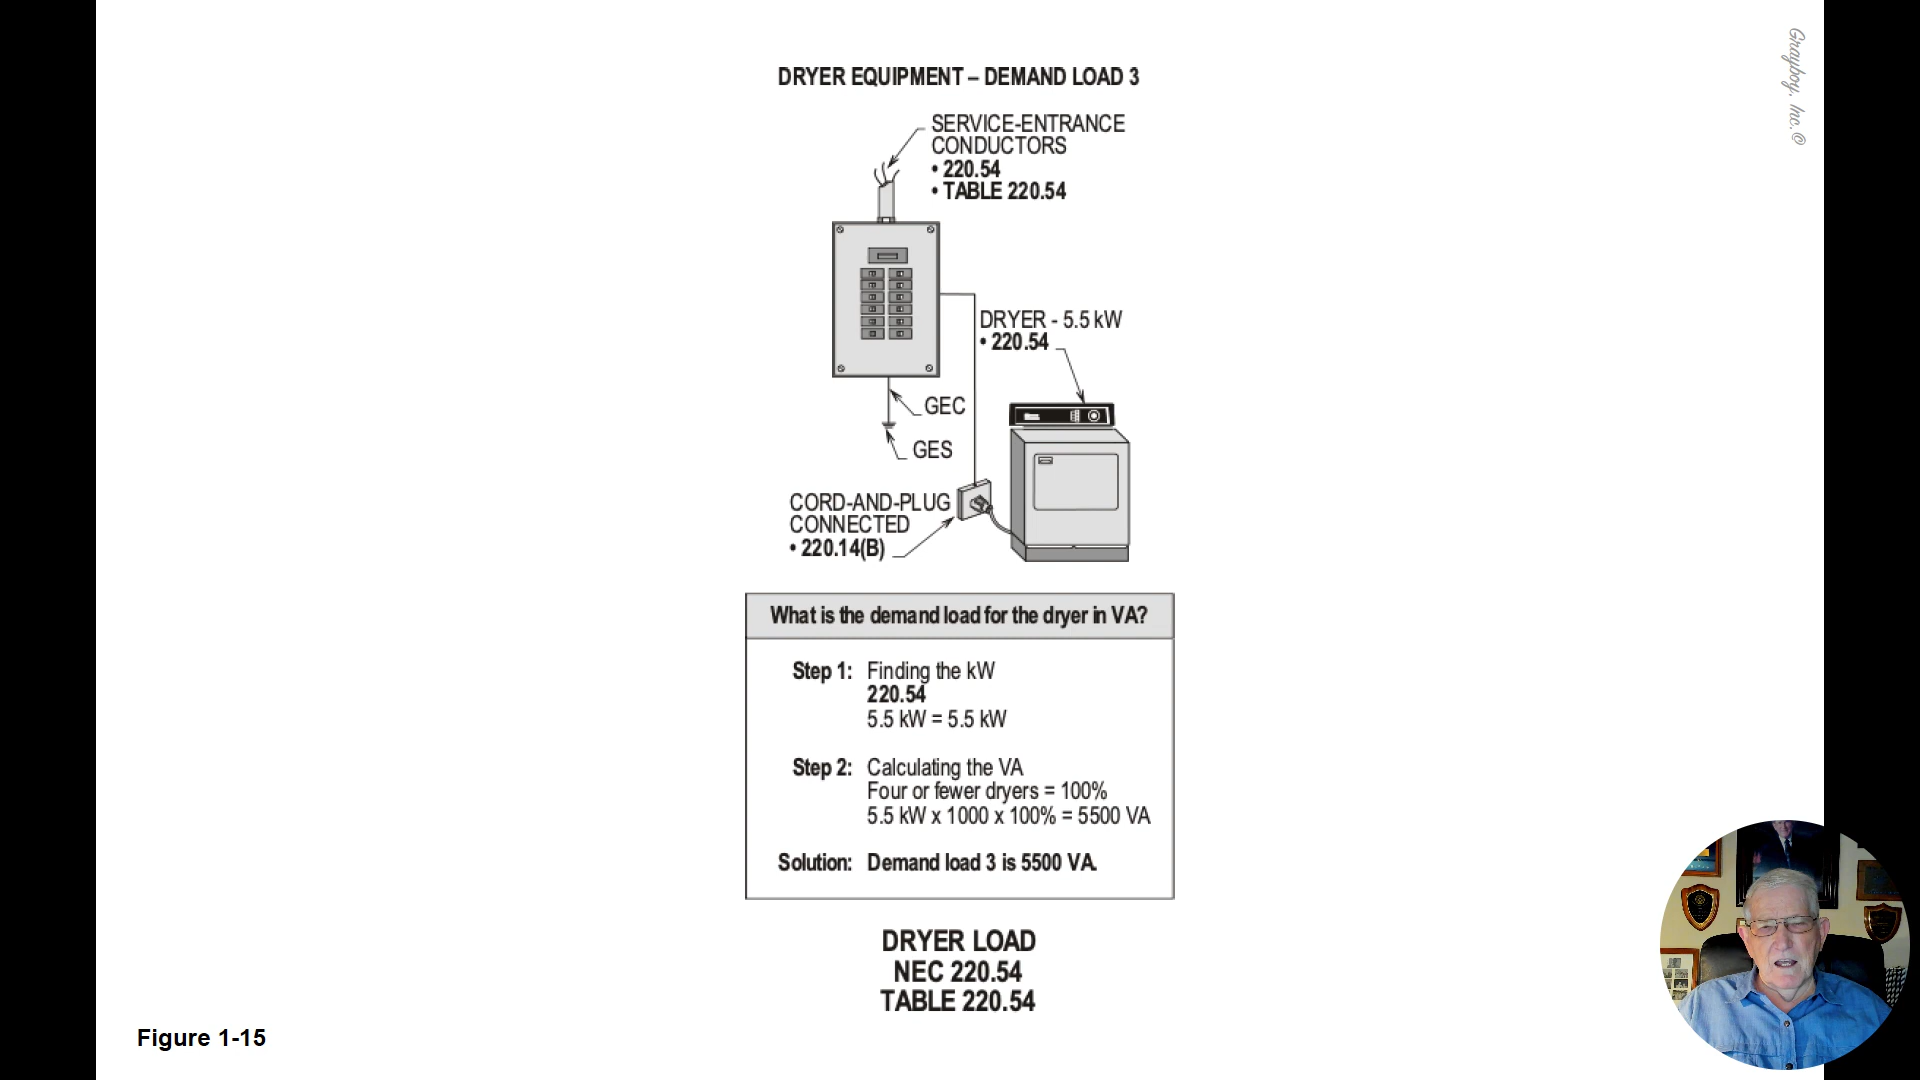 Grayboy, Inc.©
DRYER EQUIPMENT – DEMAND LOAD 3
SERVICE-ENTRANCE
CONDUCTORS
• 220.54
• TABLE 220.54
DRYER - 5.5 kW
• 220.54
GEC
GES
CORD-AND-PLUG
CONNECTED
• 220.14(B)
What is the demand load for the dryer in VA?
Step 1: Finding the kW
220.54
5.5 kW = 5.5 kW
Step 2: Calculating the VA
Four or fewer dryers = 100%
5.5 kW x 1000 x 100% = 5500 VA
Solution: Demand load 3 is 5500 VA.
DRYER LOAD
NEC 220.54
TABLE 220.54
Figure 1-15